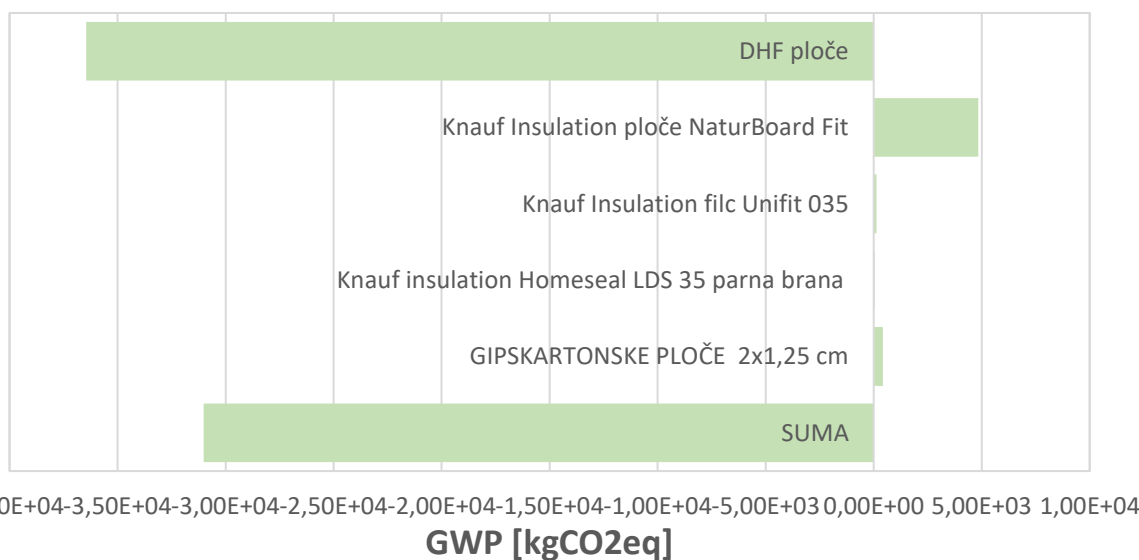 DHF ploče
Knauf Insulation ploče NaturBoard Fit
Knauf Insulation filc Unifit 035
Knauf insulation Homeseal LDS 35 parna brana
GIPSKARTONSKE PLOČE 2x1,25 cm
SUMA
0E+04-3,50E+04-3,00E+04-2,50E+04-2,00E+04-1,50E+04-1,00E+04-5,00E+03 0,00E+00 5,00E+03 1,00E+04
GWP [kgCO2eq]